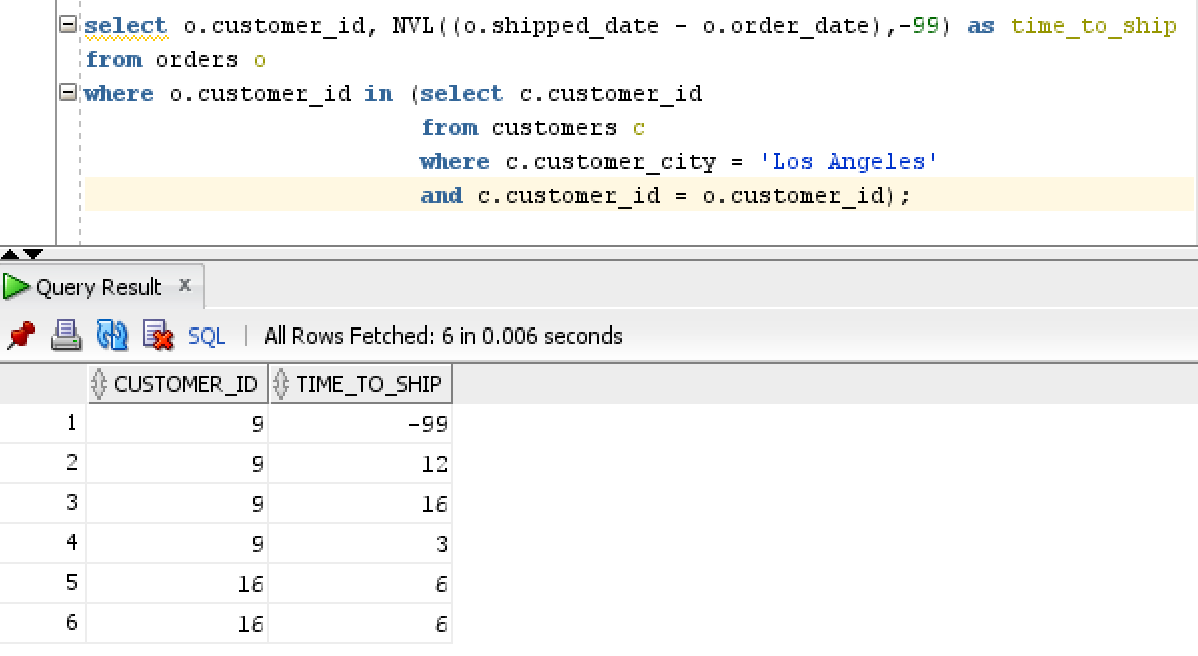 select o.customer_id, NVL((o.shipped_date - o.order_date),-99) as time_to_ship
from orders o
where o.customer_id in (select c.customer_id
from customers c
where c.customer_city = 'Los Angeles'
and c.customer_id = o.customer_id);
Query Result x
SQL | All Rows Fetched: 6 in 0.006 seconds
CUSTOMER_ID TIME_TO_SHIP
1 9 -99
2 9 12
3 9 16
4 9 3
5 16 6
6 16 6